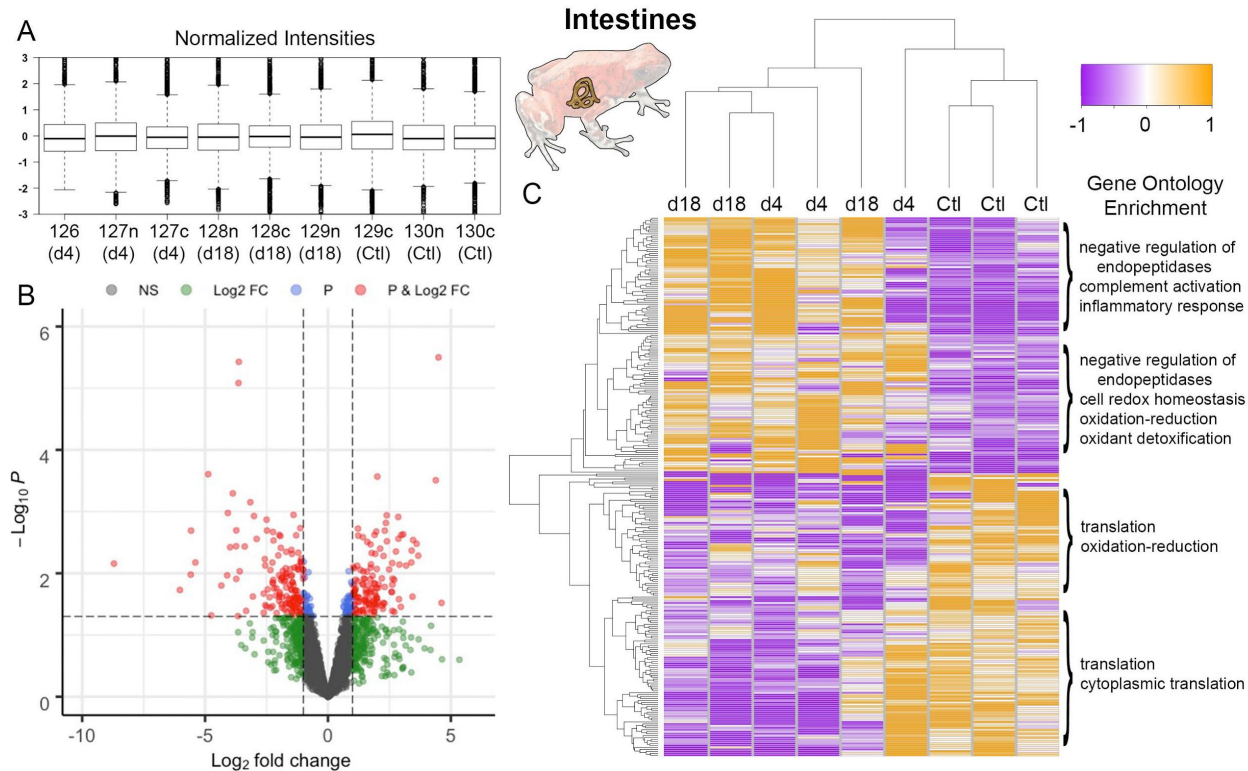 Intestines
A
Normalized Intensities
3
2
1
0
-1
-2
-3
126 127n 127c 128n 128c 129n 129c 130n 130c
(d4) (d4) (d4) (d18) (d18) (d18) (Ctl) (Ctl) (Ctl)
B
NS Log2 FC P P & Log2 FC
6
4
2
0
– Log10 P
-10 -5 0 5
Log2 fold change
-1 0 1
C
d18 d18 d4 d4 d18 d4 Ctl Ctl Ctl
Gene Ontology
Enrichment
negative regulation of
endopeptidases
complement activation
inflammatory response
negative regulation of
endopeptidases
cell redox homeostasis
oxidation-reduction
oxidant detoxification
translation
oxidation-reduction
translation
cytoplasmic translation